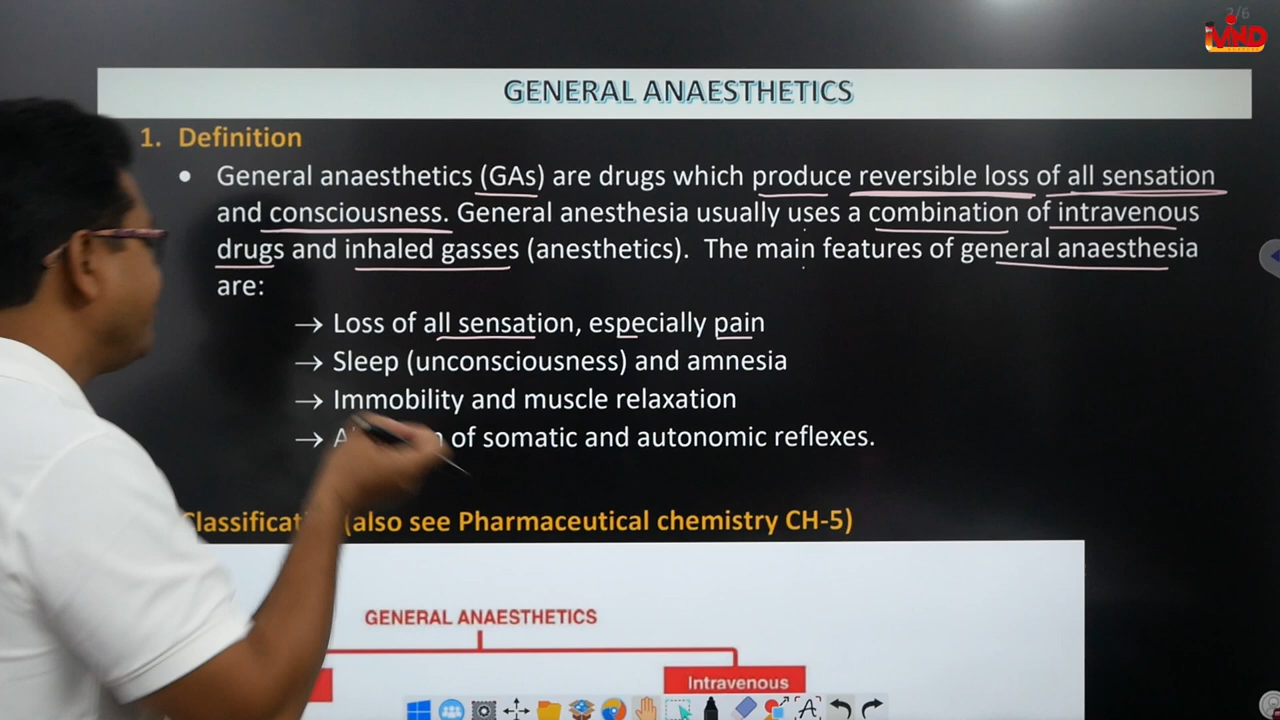 2/6
iMIND
GENERAL ANAESTHETICS
1. Definition
• General anaesthetics (GAs) are drugs which produce reversible loss of all sensation
and consciousness. General anesthesia usually uses a combination of intravenous
drugs and inhaled gasses (anesthetics). The main features of general anaesthesia
are:
→ Loss of all sensation, especially pain
→ Sleep (unconsciousness) and amnesia
→ Immobility and muscle relaxation
→ of somatic and autonomic reflexes.
(also see Pharmaceutical chemistry CH-5)
GENERAL ANAESTHETICS
Intravenous